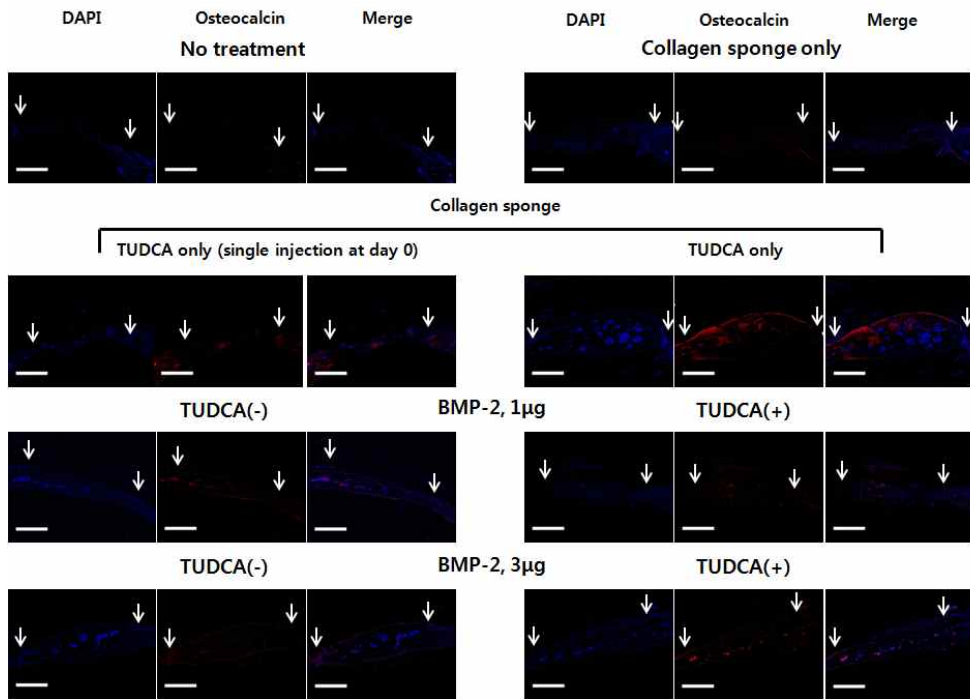 DAPI Osteocalcin Merge DAPI Osteocalcin Merge
No treatment Collagen sponge only
Collagen sponge
TUDCA only (single injection at day 0) TUDCA only
TUDCA(-) BMP-2, 1μg TUDCA(+)
TUDCA(-) BMP-2, 3μg TUDCA(+)